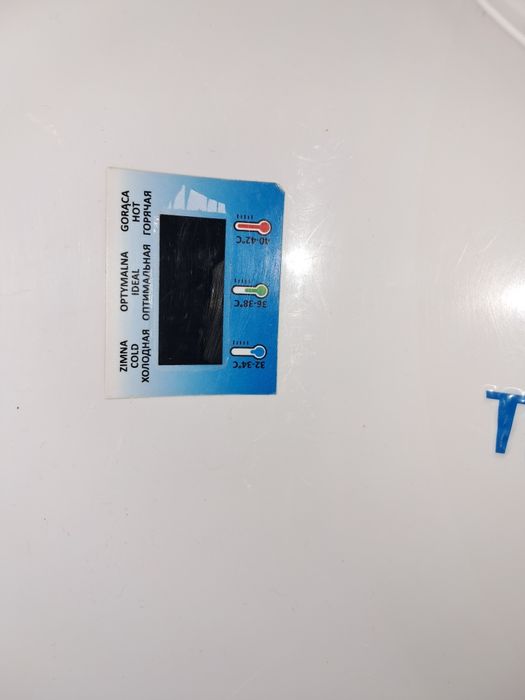 ZIMNA
COLD
ХОЛОДНАЯ
OPTYMALNA
IDEAL
ОПТИМАЛЬНАЯ
GORĄCA
HOT
ГОРЯЧАЯ
32-34°C
36-38°C
40-42°C
T